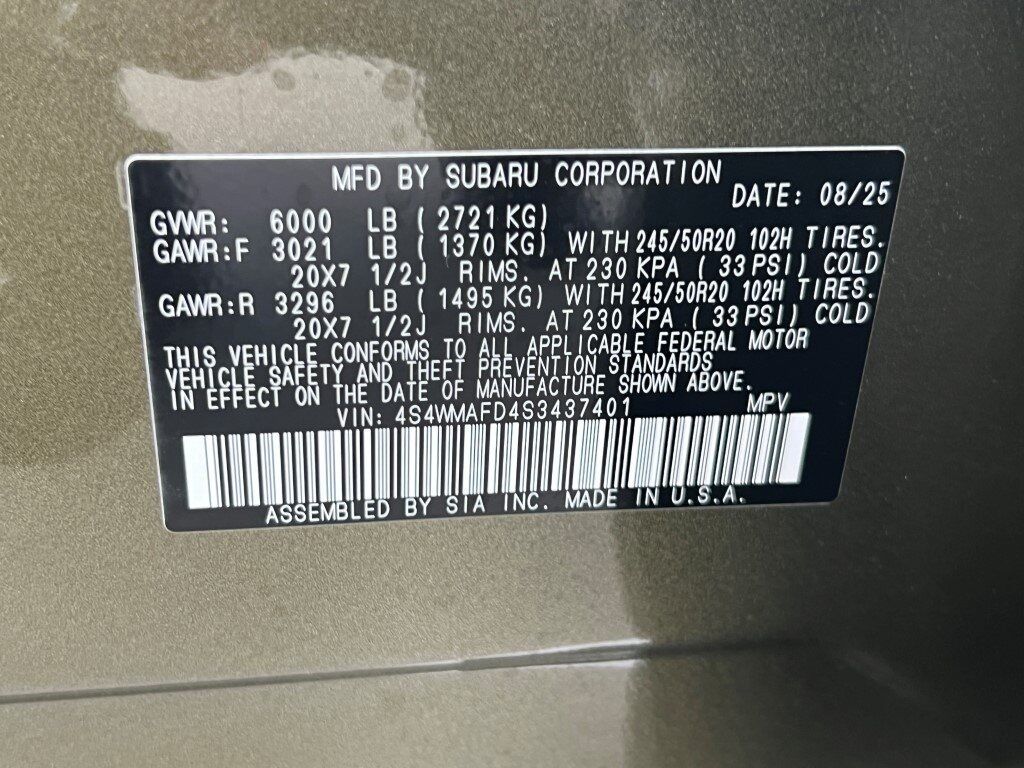 MFD BY SUBARU CORPORATION DATE: 08/25
GVWR: 6000 LB ( 2721 KG)
GAWR:F 3021 LB ( 1370 KG) WITH 245/50R20 102H TIRES.
20X7 1/2J RIMS. AT 230 KPA ( 33 PSI) COLD
GAWR:R 3296 LB ( 1495 KG) WITH 245/50R20 102H TIRES.
20X7 1/2J RIMS. AT 230 KPA ( 33 PSI) COLD
THIS VEHICLE CONFORMS TO ALL APPLICABLE FEDERAL MOTOR
VEHICLE SAFETY AND THEFT PREVENTION STANDARDS
IN EFFECT ON THE DATE OF MANUFACTURE SHOWN ABOVE.
VIN: 4S4WMAFD4S3437401 MPV
ASSEMBLED BY SIA INC. MADE IN U.S.A.